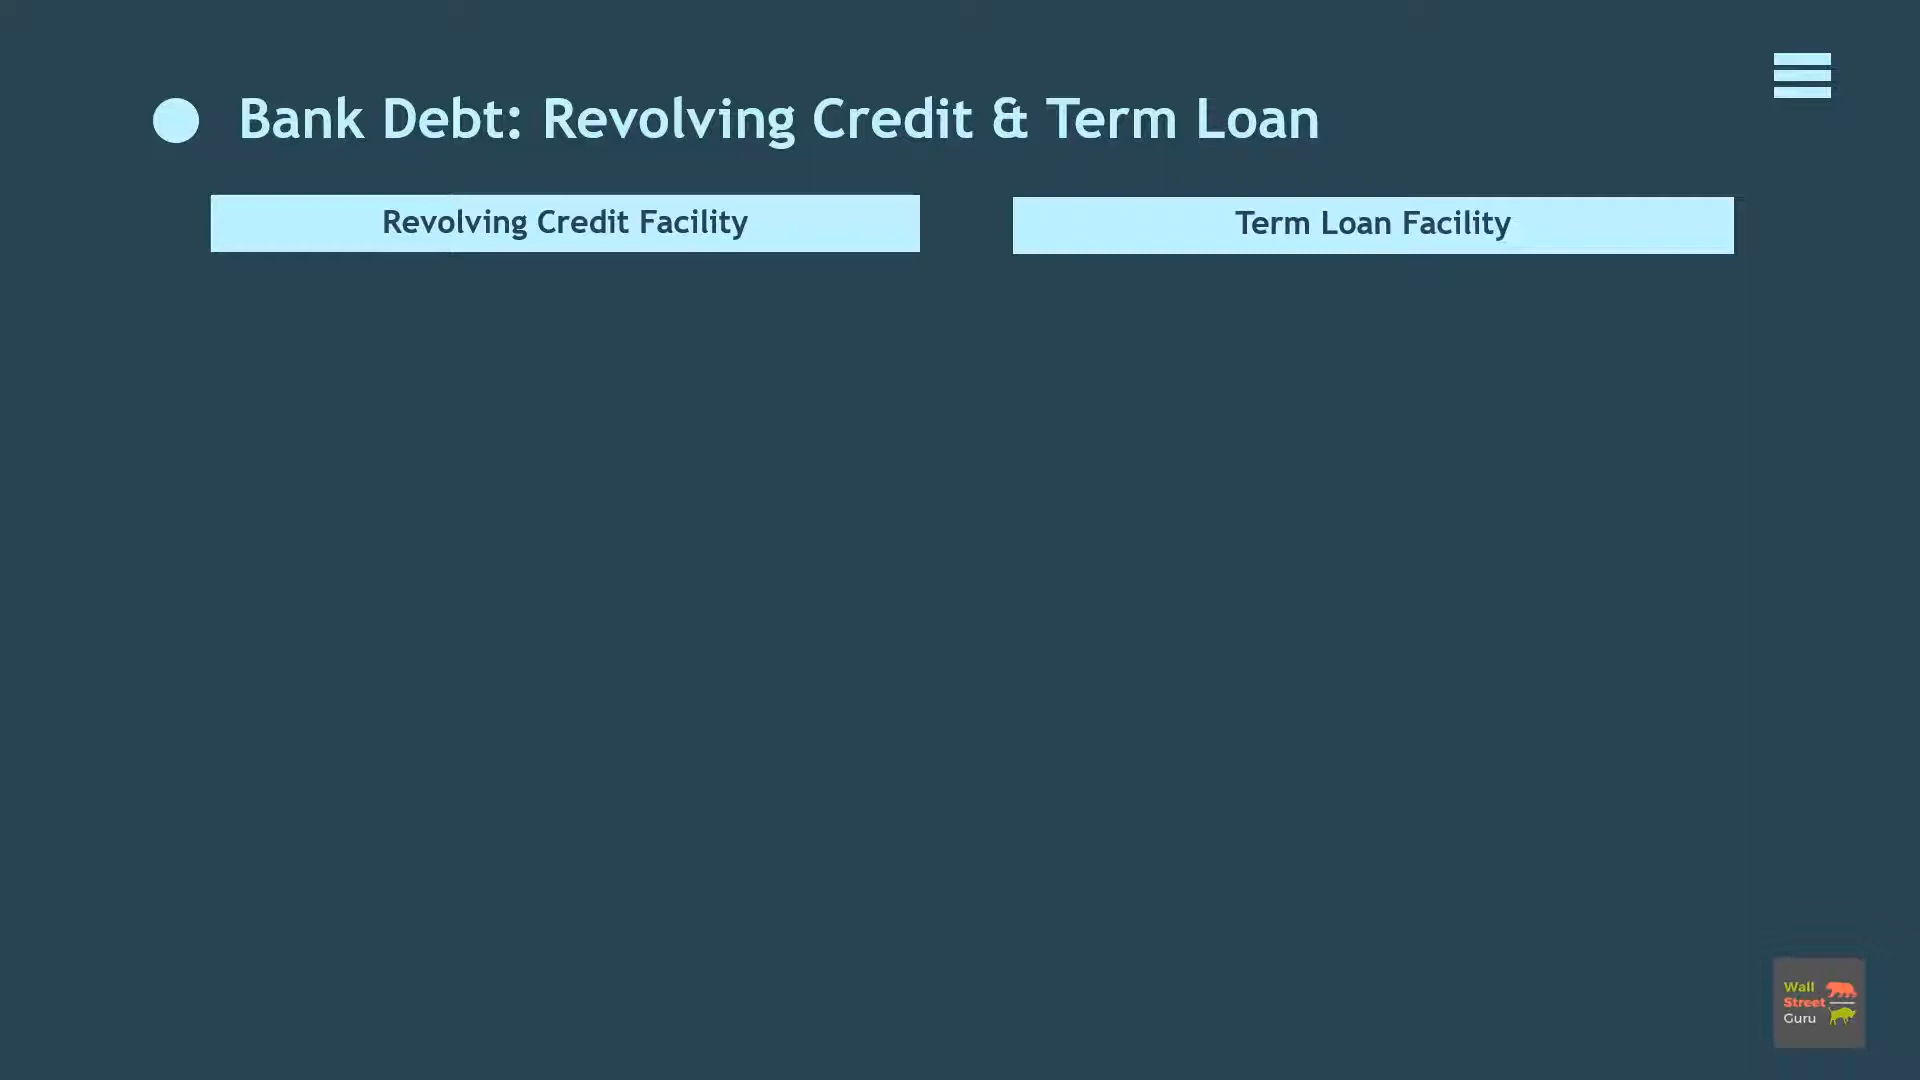 Bank Debt: Revolving Credit & Term Loan
Revolving Credit Facility
Term Loan Facility
Wall
Street
Guru